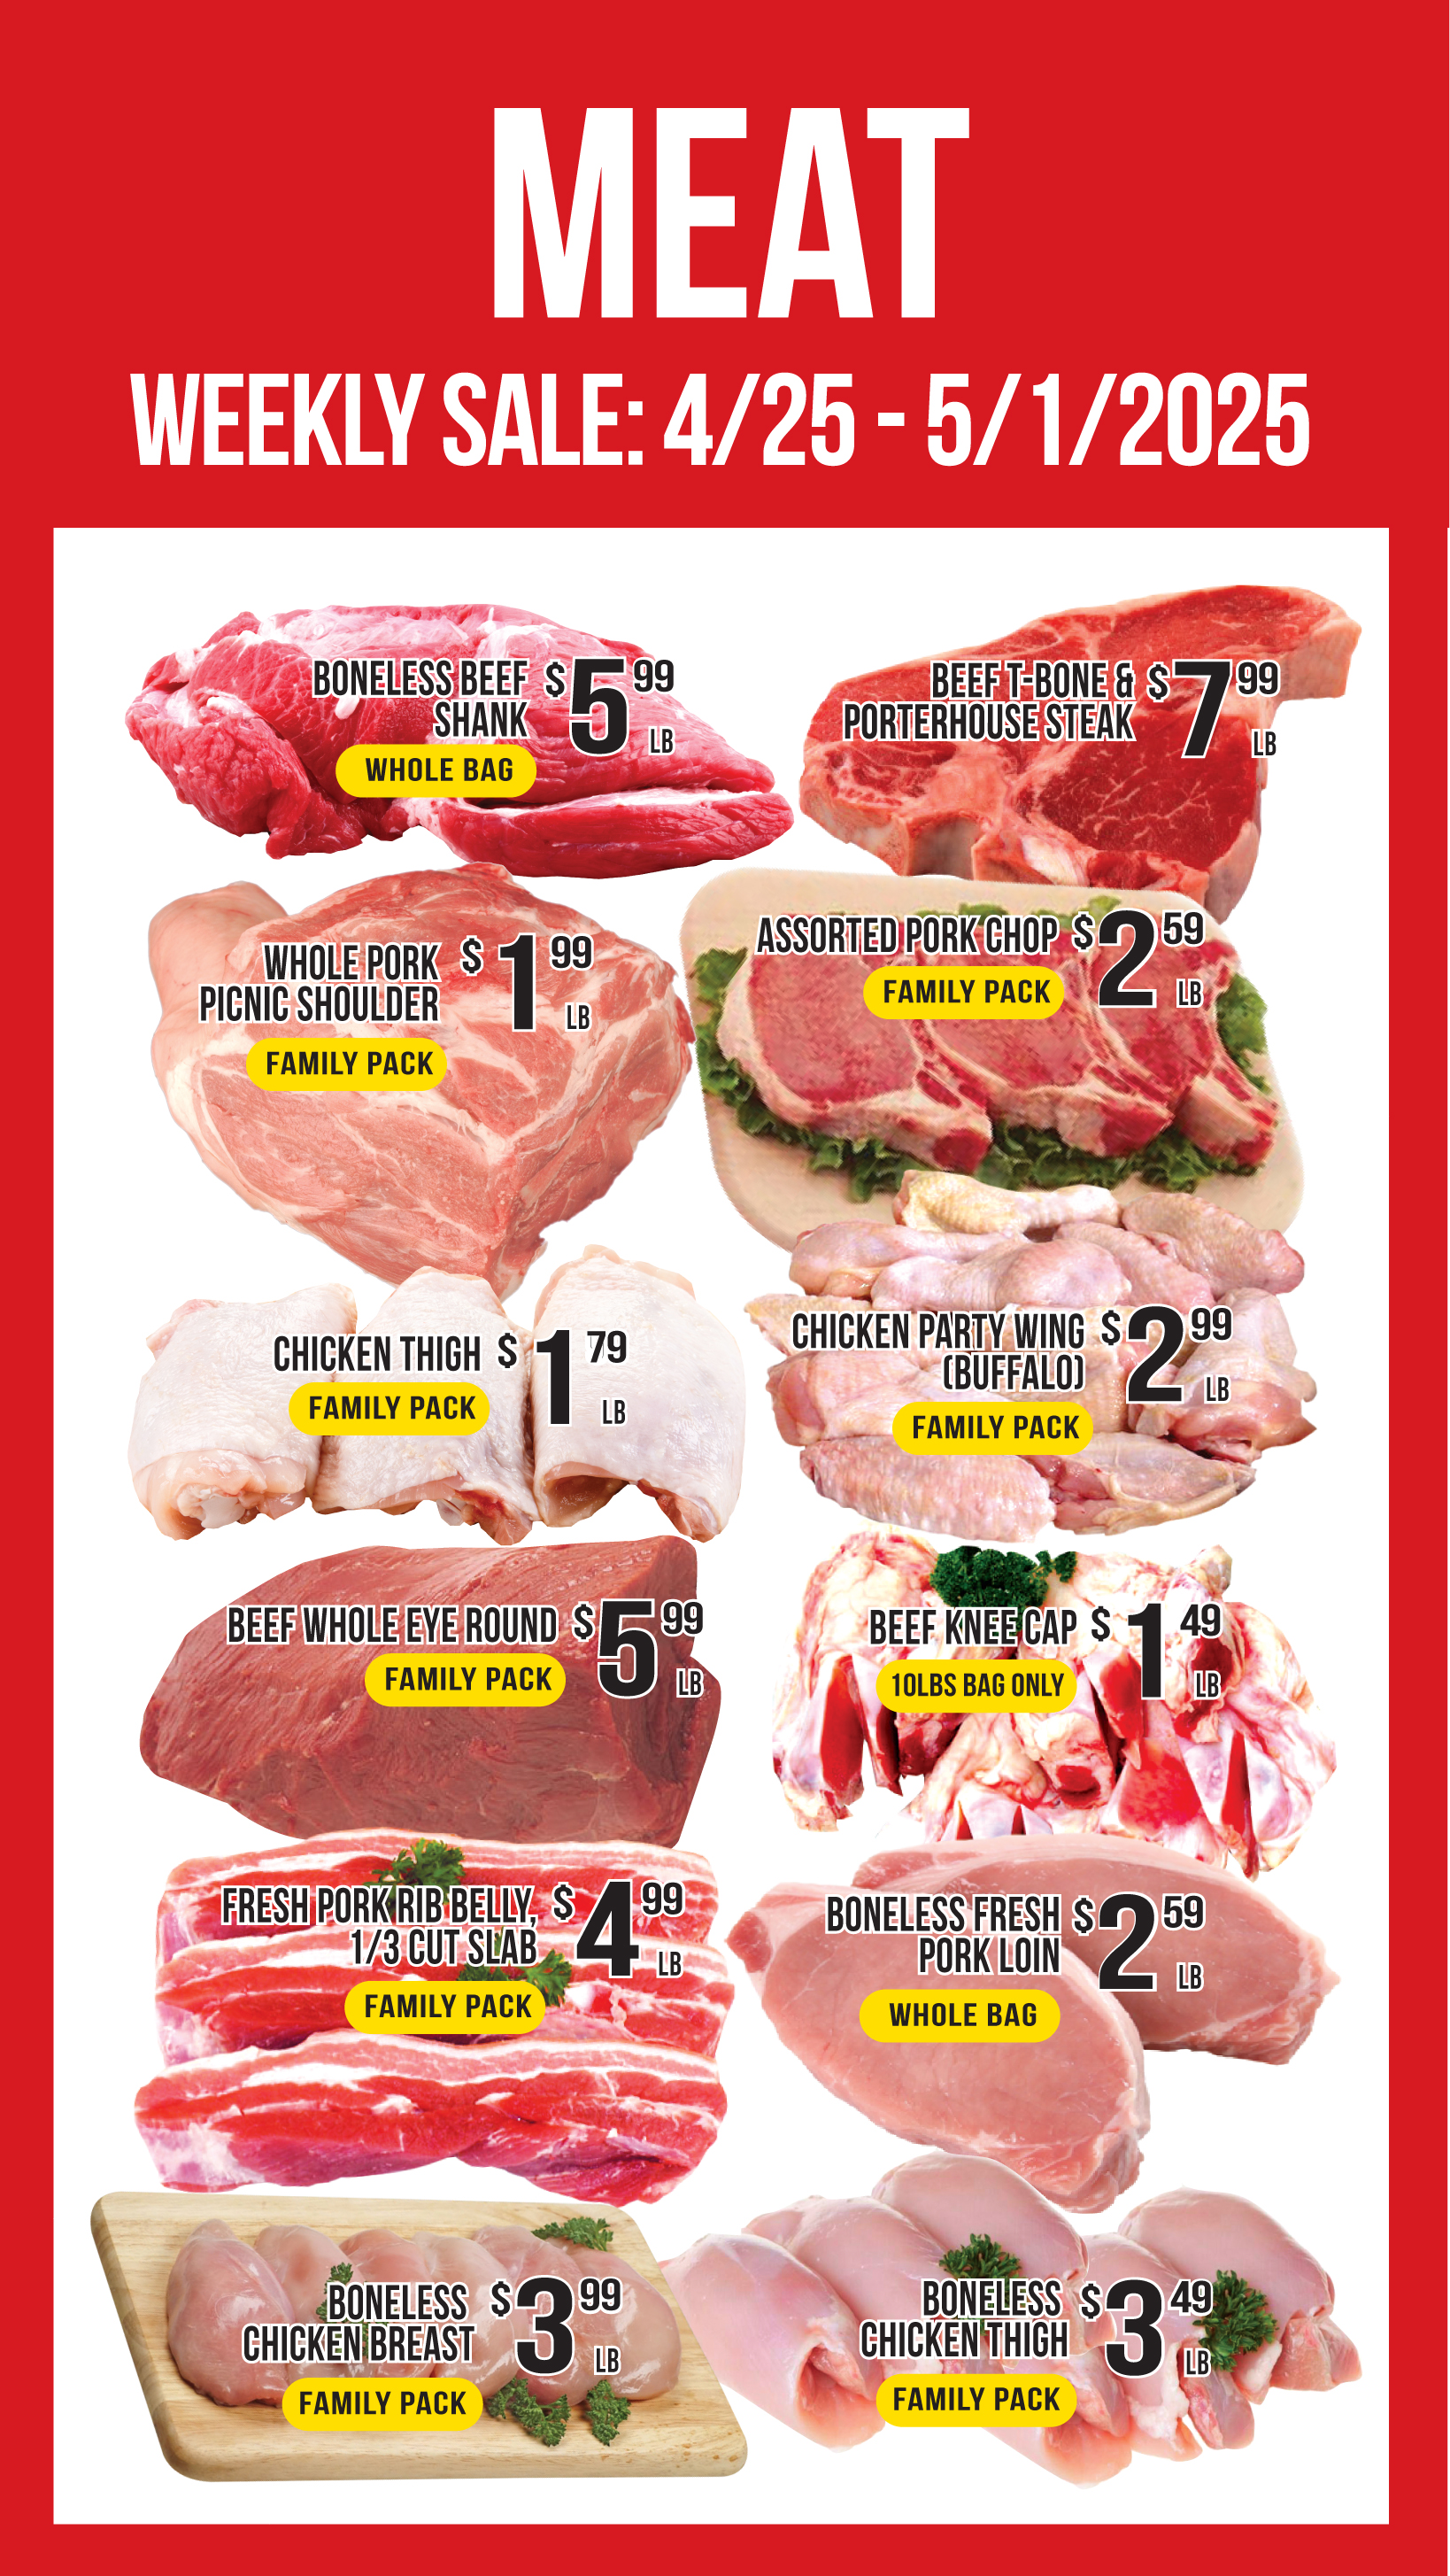 MEAT
WEEKLY SALE: 4/25 - 5/1/2025
BONELESS BEEF
SHANK
$5 99
LB
WHOLE BAG
BEEF T-BONE &
PORTERHOUSE STEAK
$7 99
LB
WHOLE PORK
PICNIC SHOULDER
$1 99
LB
FAMILY PACK
ASSORTED PORK CHOP
$2 59
LB
FAMILY PACK
CHICKEN THIGH
$1 79
LB
FAMILY PACK
CHICKEN PARTY WING
(BUFFALO)
$2 99
LB
FAMILY PACK
BEEF WHOLE EYE ROUND
$5 99
LB
FAMILY PACK
BEEF KNEE CAP
$1 49
LB
10LBS BAG ONLY
FRESH PORK RIB BELLY,
1/3 CUT SLAB
$4 99
LB
FAMILY PACK
BONELESS FRESH
PORK LOIN
$2 59
LB
WHOLE BAG
BONELESS
CHICKEN BREAST
$3 99
LB
FAMILY PACK
BONELESS
CHICKEN THIGH
$3 49
LB
FAMILY PACK